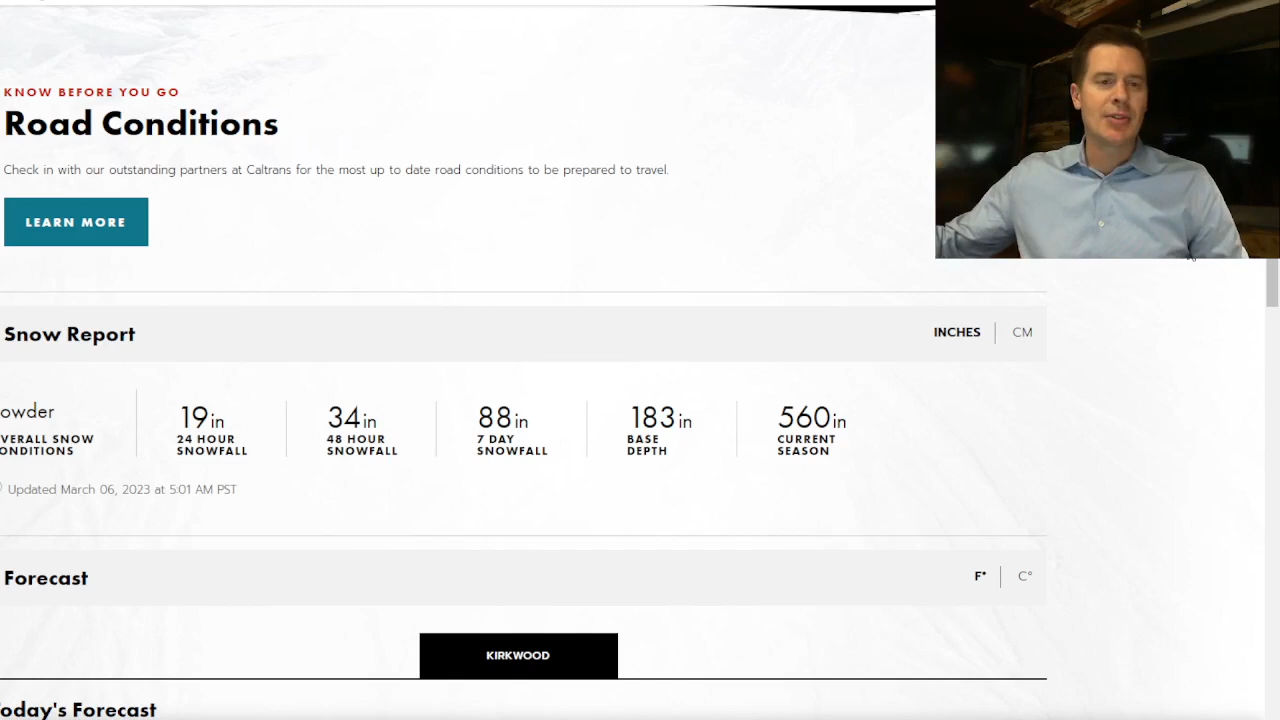 KNOW BEFORE YOU GO
Road Conditions
Check in with our outstanding partners at Caltrans for the most up to date road conditions to be prepared to travel.
LEARN MORE
Snow Report
INCHES | CM
owder
VERALL SNOW
ONDITIONS
19in
24 HOUR
SNOWFALL
34in
48 HOUR
SNOWFALL
88in
7 DAY
SNOWFALL
183in
BASE
DEPTH
560in
CURRENT
SEASON
Updated March 06, 2023 at 5:01 AM PST
Forecast
F° | C°
KIRKWOOD
oday's Forecast